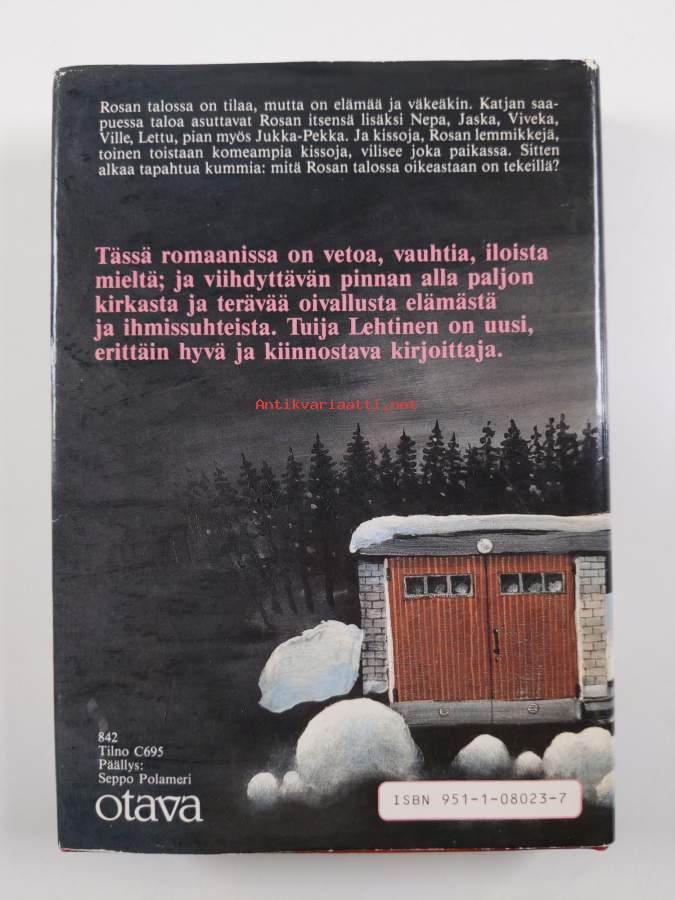 Rosan talossa on tilaa, mutta on elämää ja väkeäkin. Katjan saa-
puessa taloa asuttavat Rosan itsensä lisäksi Nepa, Jaska, Viveka,
Ville, Lettu, pian myös Jukka-Pekka. Ja kissoja, Rosan lemmikkejä,
toinen toistaan komeampia kissoja, vilisee joka paikassa. Sitten
alkaa tapahtua kummia: mitä Rosan talossa oikeastaan on tekeillä?
Tässä romaanissa on vetoa, vauhtia, iloista
mieltä; ja viihdyttävän pinnan alla paljon
kirkasta ja terävää oivallusta elämästä
ja ihmissuhteista. Tuija Lehtinen on uusi,
erittäin hyvä ja kiinnostava kirjoittaja.
Antikvariaatti.net
842
Tilno C695
Päällys:
Seppo Polameri
otava
ISBN 951-1-08023-7